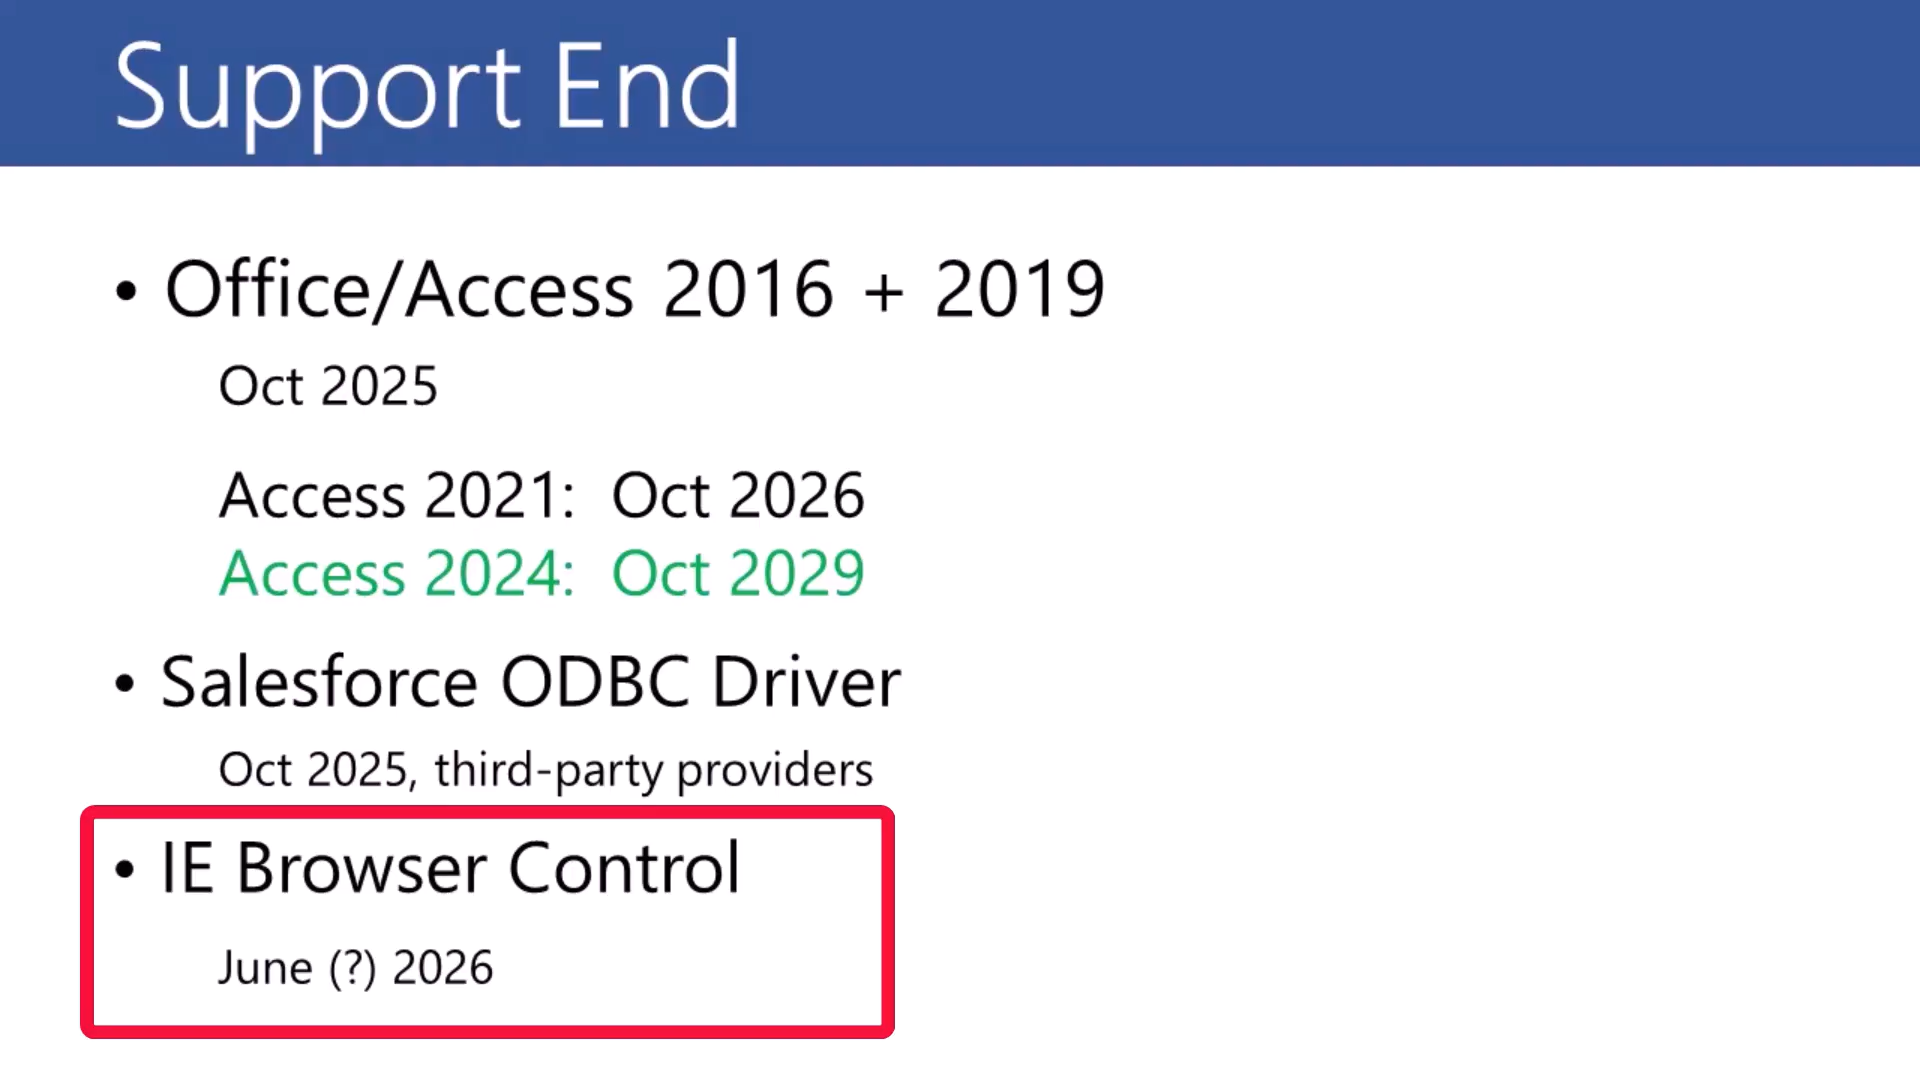 Support End
• Office/Access 2016 + 2019
Oct 2025
Access 2021: Oct 2026
Access 2024: Oct 2029
• Salesforce ODBC Driver
Oct 2025, third-party providers
• IE Browser Control
June (?) 2026